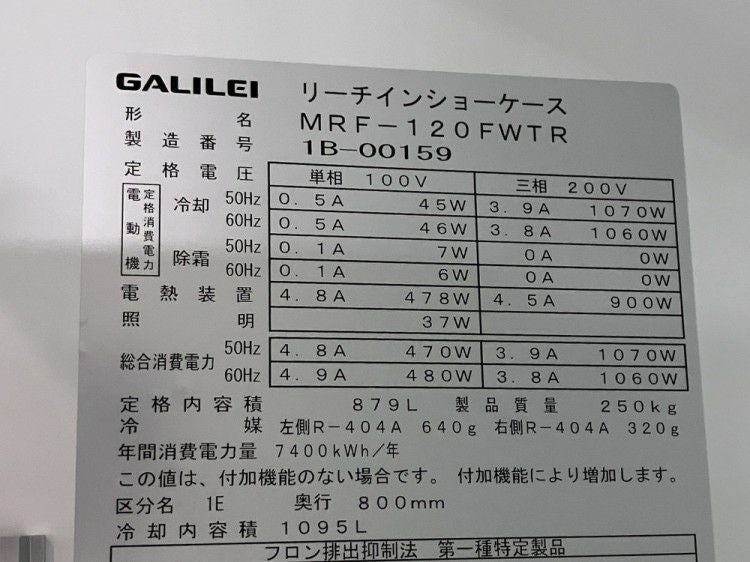 GALILEI リーチインショーケース
形名 MRF-120FWTR
製造番号 1B-00159
定格電圧 単相 100V 三相 200V
電動機 定格消費電力 冷却 50Hz 0.5A 45W 3.9A 1070W
60Hz 0.5A 46W 3.8A 1060W
除霜 50Hz 0.1A 7W 0A 0W
60Hz 0.1A 6W 0A 0W
電熱装置 4.8A 478W 4.5A 900W
照明 37W
総合消費電力 50Hz 4.8A 470W 3.9A 1070W
60Hz 4.9A 480W 3.8A 1060W
定格内容積 879L 製品質量 250kg
冷媒 左側R-404A 640g 右側R-404A 320g
年間消費電力量 7400kWh/年
この値は、付加機能のない場合です。 付加機能により増加します。
区分名 1E 奥行 800mm
冷却内容積 1095L
フロン排出抑制法 第一種特定製品